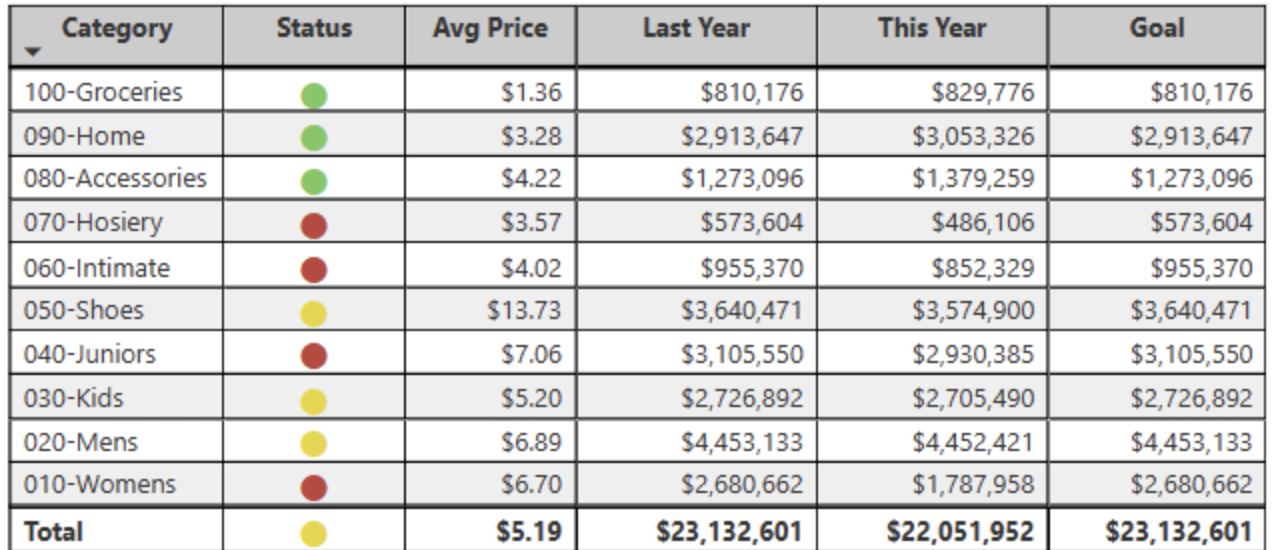 Category Status Avg Price Last Year This Year Goal
100-Groceries $1.36 $810,176 $829,776 $810,176
090-Home $3.28 $2,913,647 $3,053,326 $2,913,647
080-Accessories $4.22 $1,273,096 $1,379,259 $1,273,096
070-Hosiery $3.57 $573,604 $486,106 $573,604
060-Intimate $4.02 $955,370 $852,329 $955,370
050-Shoes $13.73 $3,640,471 $3,574,900 $3,640,471
040-Juniors $7.06 $3,105,550 $2,930,385 $3,105,550
030-Kids $5.20 $2,726,892 $2,705,490 $2,726,892
020-Mens $6.89 $4,453,133 $4,452,421 $4,453,133
010-Womens $6.70 $2,680,662 $1,787,958 $2,680,662
Total $5.19 $23,132,601 $22,051,952 $23,132,601